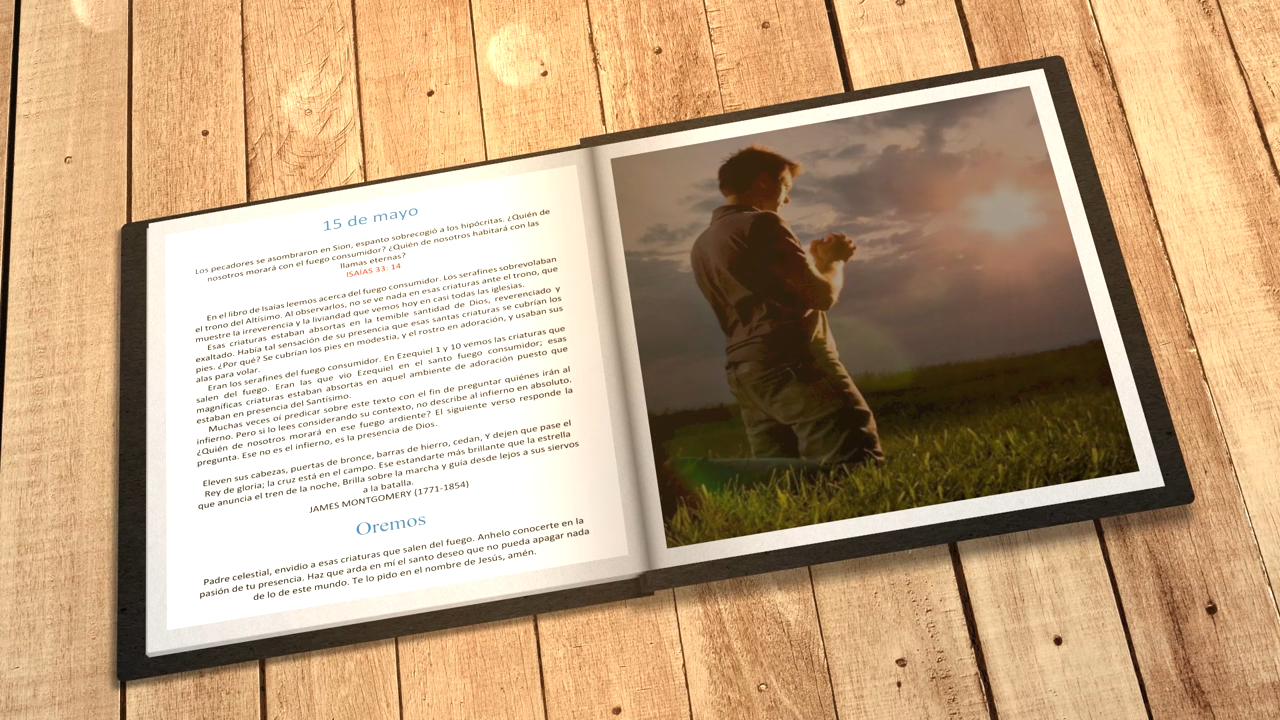 15 de mayo
Los pecadores se asombraron en Sion, espanto sobrecogió a los hipócritas. ¿Quién de
nosotros morará con el fuego consumidor? ¿Quién de nosotros habitará con las
llamas eternas?
ISAÍAS 33: 14
En el libro de Isaías leemos acerca del fuego consumidor. Los serafines sobrevolaban
el trono del Altísimo. Al observarlos, no se ve nada en esas criaturas ante el trono, que
muestre la irreverencia y la liviandad que vemos hoy en casi todas las iglesias.
Esas criaturas estaban absortas en la temible santidad de Dios, reverenciado y
exaltado. Había tal sensación de su presencia que esas santas criaturas se cubrían los
pies. ¿Por qué? Se cubrían los pies en modestia, y el rostro en adoración, y usaban sus
alas para volar.
Eran los serafines del fuego consumidor. En Ezequiel 1 y 10 vemos las criaturas que
salen del fuego. Eran las que vio Ezequiel en el santo fuego consumidor; esas
magníficas criaturas estaban absortas en aquel ambiente de adoración puesto que
estaban en presencia del Santísimo.
Muchas veces oí predicar sobre este texto con el fin de preguntar quiénes irán al
infierno. Pero si lo lees considerando su contexto, no describe al infierno en absoluto.
¿Quién de nosotros morará en ese fuego ardiente? El siguiente verso responde la
pregunta. Ese no es el infierno, es la presencia de Dios.
Eleven sus cabezas, puertas de bronce, barras de hierro, cedan, Y dejen que pase el
Rey de gloria; la cruz está en el campo. Ese estandarte más brillante que la estrella
que anuncia el tren de la noche, Brilla sobre la marcha y guía desde lejos a sus siervos
a la batalla.
JAMES MONTGOMERY (1771-1854)
Oremos
Padre celestial, envidio a esas criaturas que salen del fuego. Anhelo conocerte en la
pasión de tu presencia. Haz que arda en mí el santo deseo que no pueda apagar nada
de lo de este mundo. Te lo pido en el nombre de Jesús, amén.